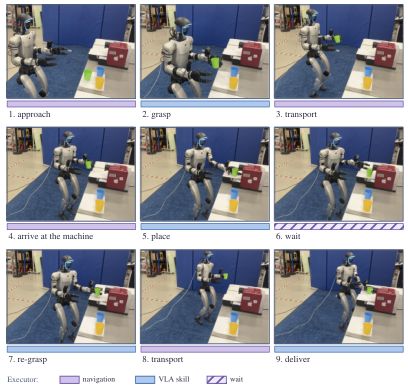 1. approach
2. grasp
3. transport
4. arrive at the machine
5. place
6. wait
7. re-grasp
8. transport
9. deliver
Executor: navigation VLA skill wait